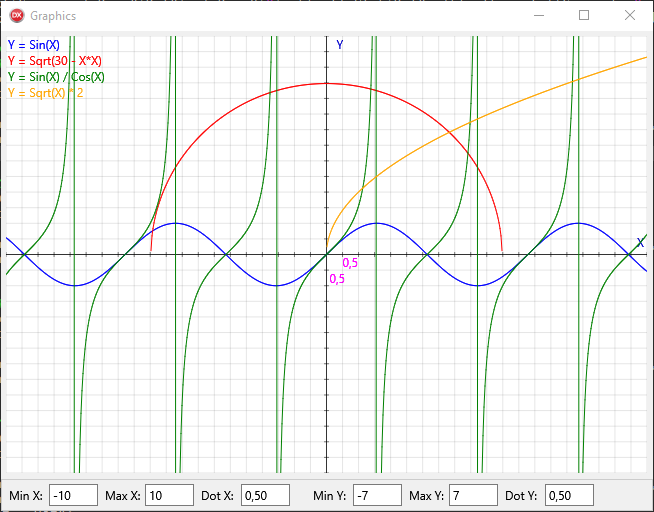 DX Graphics
Y = Sin(X)
Y = Sqrt(30 - X*X)
Y = Sin(X) / Cos(X)
Y = Sqrt(X) * 2
Y
X
0,5
0,5
Min X: -10 Max X: 10 Dot X: 0,50 Min Y: -7 Max Y: 7 Dot Y: 0,50